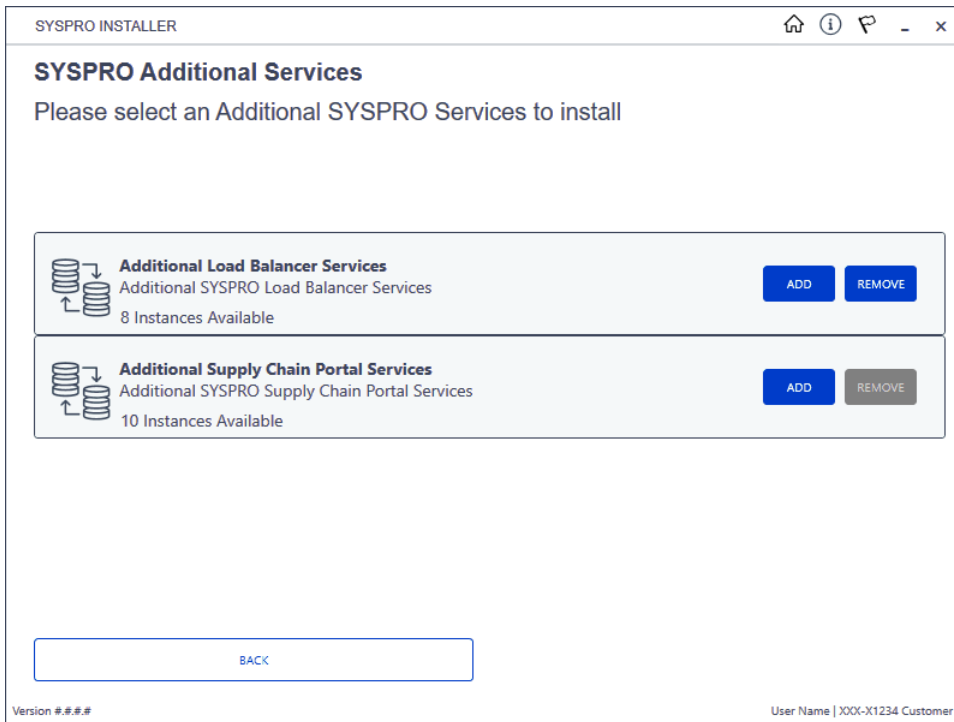 SYSPRO INSTALLER
SYSPRO Additional Services
Please select an Additional SYSPRO Services to install
Additional Load Balancer Services
Additional SYSPRO Load Balancer Services
8 Instances Available
ADD
REMOVE
Additional Supply Chain Portal Services
Additional SYSPRO Supply Chain Portal Services
10 Instances Available
ADD
REMOVE
BACK
Version #.#.#.#
User Name | XXX-X1234 Customer